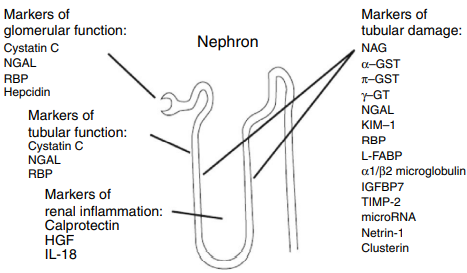 Markers of
glomerular function:
Cystatin C
NGAL
RBP
Hepcidin
Nephron
Markers of
tubular function:
Cystatin C
NGAL
RBP
Markers of
renal inflammation:
Calprotectin
HGF
IL-18
Markers of
tubular damage:
NAG
α–GST
π–GST
γ–GT
NGAL
KIM–1
RBP
L-FABP
α1/β2 microglobulin
IGFBP7
TIMP-2
microRNA
Netrin-1
Clusterin